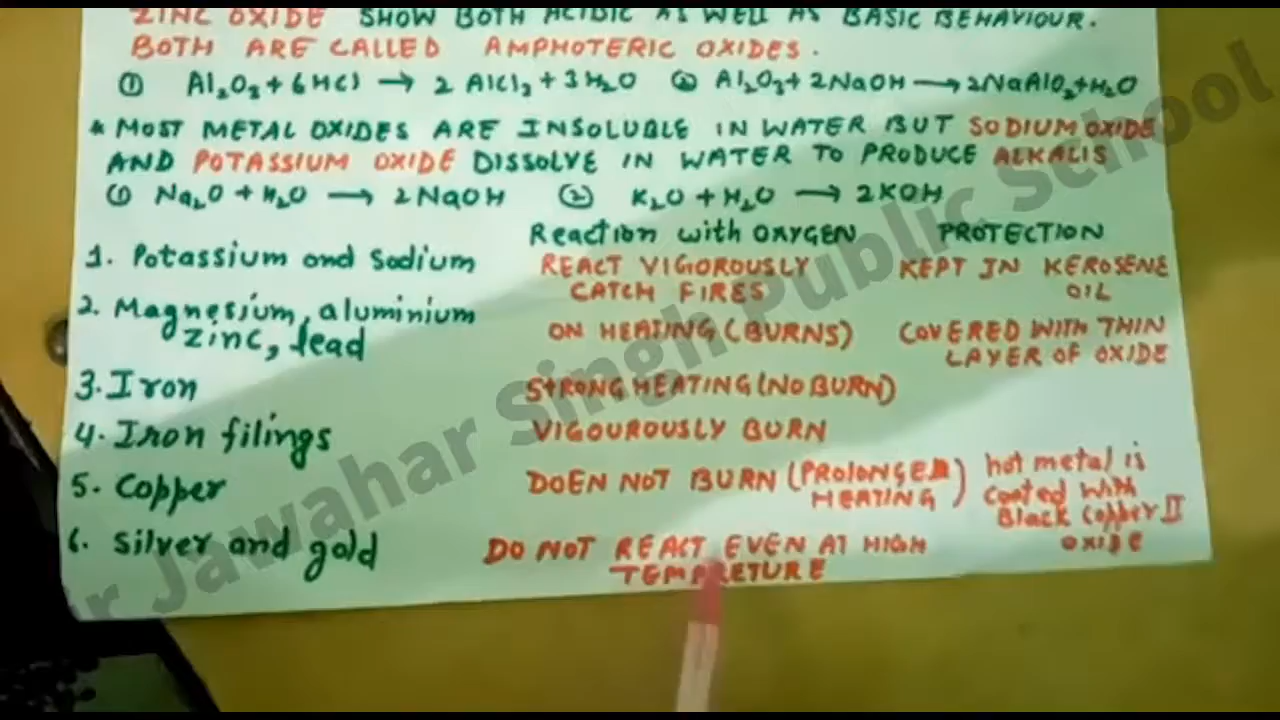 ZINC OXIDE SHOW BOTH ACIDIC AS WELL AS BASIC BEHAVIOUR.
BOTH ARE CALLED AMPHOTERIC OXIDES.
① Al₂O₃ + 6HCl → 2AlCl₃ + 3H₂O ② Al₂O₃ + 2NaOH → 2NaAlO₂ + H₂O
* MOST METAL OXIDES ARE INSOLUBLE IN WATER BUT SODIUM OXIDE
AND POTASSIUM OXIDE DISSOLVE IN WATER TO PRODUCE ALKALIS
① Na₂O + H₂O → 2NaOH ② K₂O + H₂O → 2KOH
Reaction with OXYGEN PROTECTION
1. Potassium and Sodium REACT VIGOROUSLY KEPT IN KEROSENE
CATCH FIRES OIL
2. Magnesium, aluminium
zinc, lead ON HEATING (BURNS) COVERED WITH THIN
LAYER OF OXIDE
3. Iron STRONG HEATING (NO BURN)
4. Iron filings VIGOUROUSLY BURN
5. Copper DOEN NOT BURN (PROLONGED HEATING) hot metal is
coated with
Black Copper II
oxide
6. Silver and gold DO NOT REACT EVEN AT HIGH
TEMPRETURE
r Jawahar Singh Public School